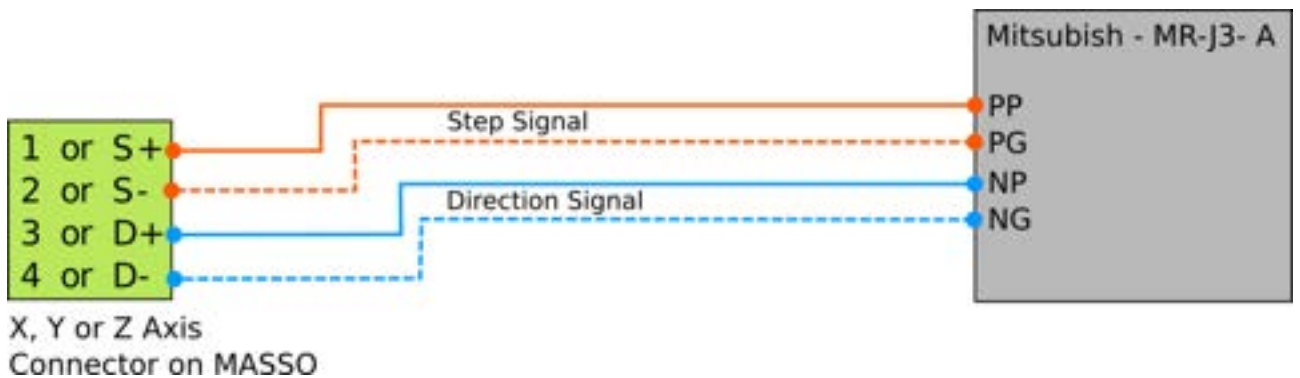 Mitsubish - MR-J3- A
PP
Step Signal
PG
1 or S+
2 or S-
NP
Direction Signal
NG
3 or D+
4 or D-
X, Y or Z Axis
Connector on MASSO